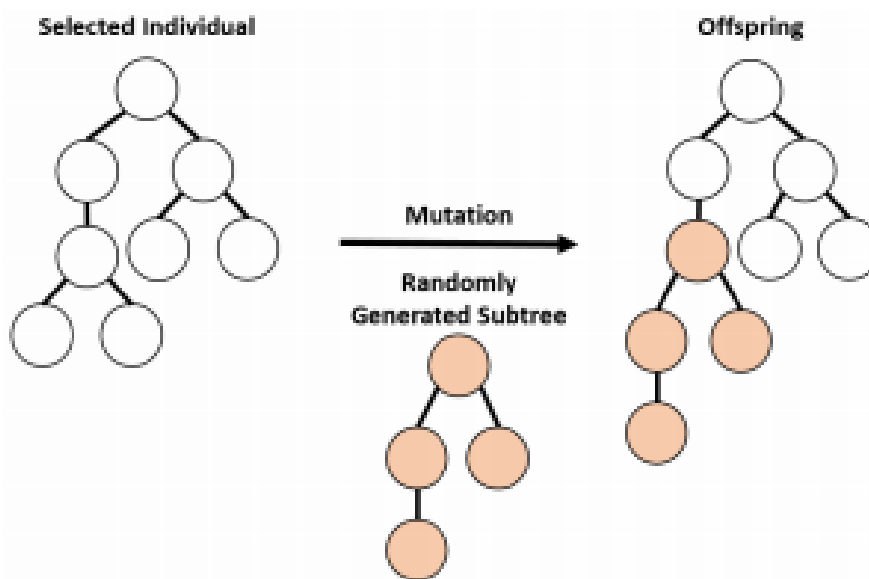 Selected Individual
Offspring
Mutation
Randomly
Generated Subtree